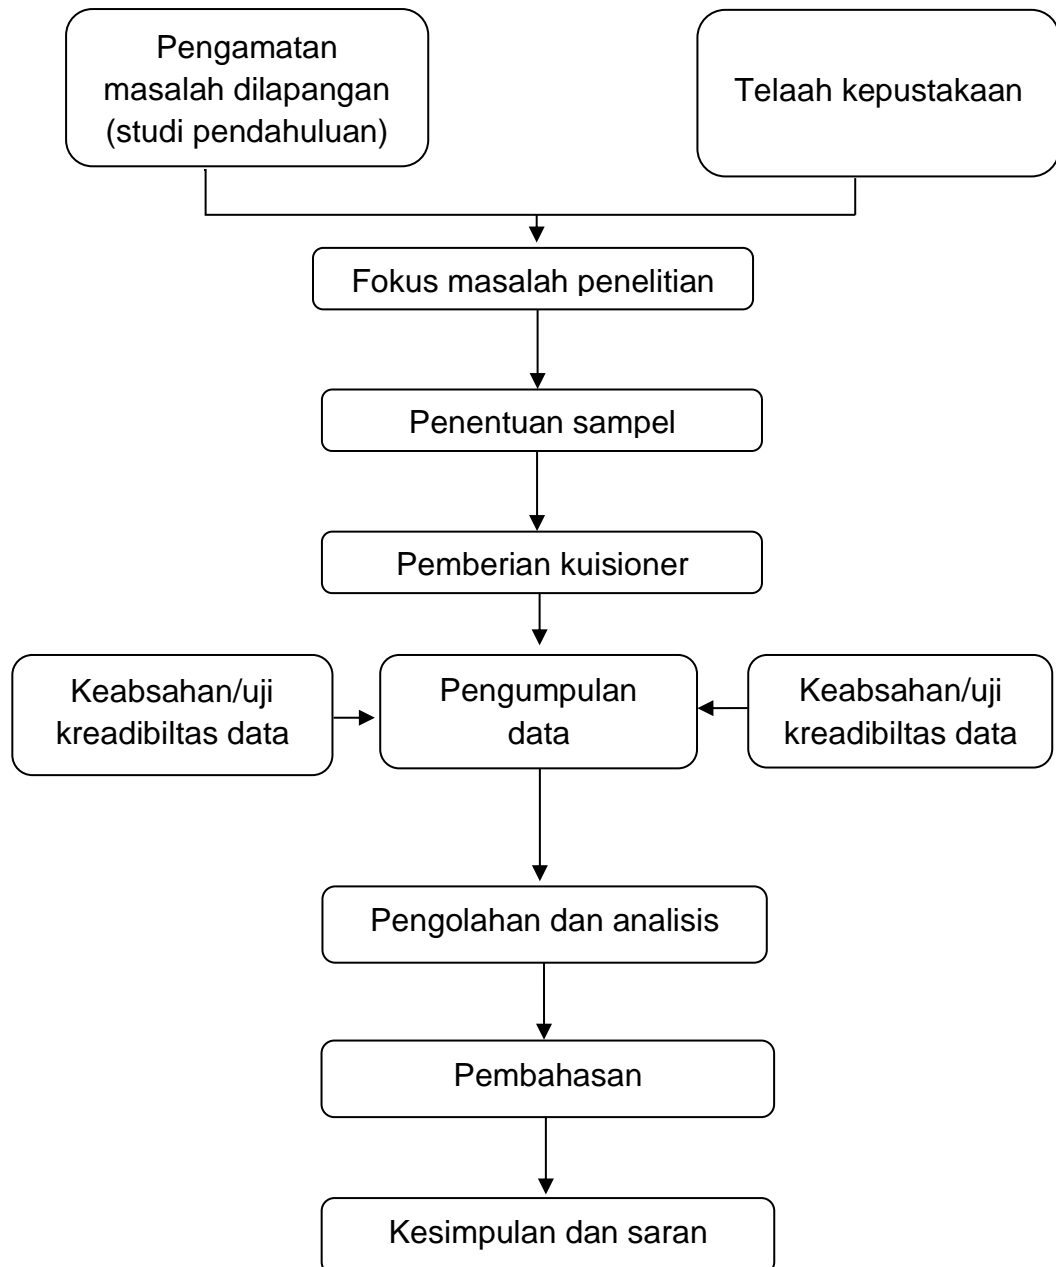 Pengamatan
masalah dilapangan
(studi pendahuluan)
Telaah kepustakaan
Fokus masalah penelitian
Penentuan sampel
Pemberian kuisioner
Keabsahan/uji
kreadibiltas data
Pengumpulan
data
Keabsahan/uji
kreadibiltas data
Pengolahan dan analisis
Pembahasan
Kesimpulan dan saran